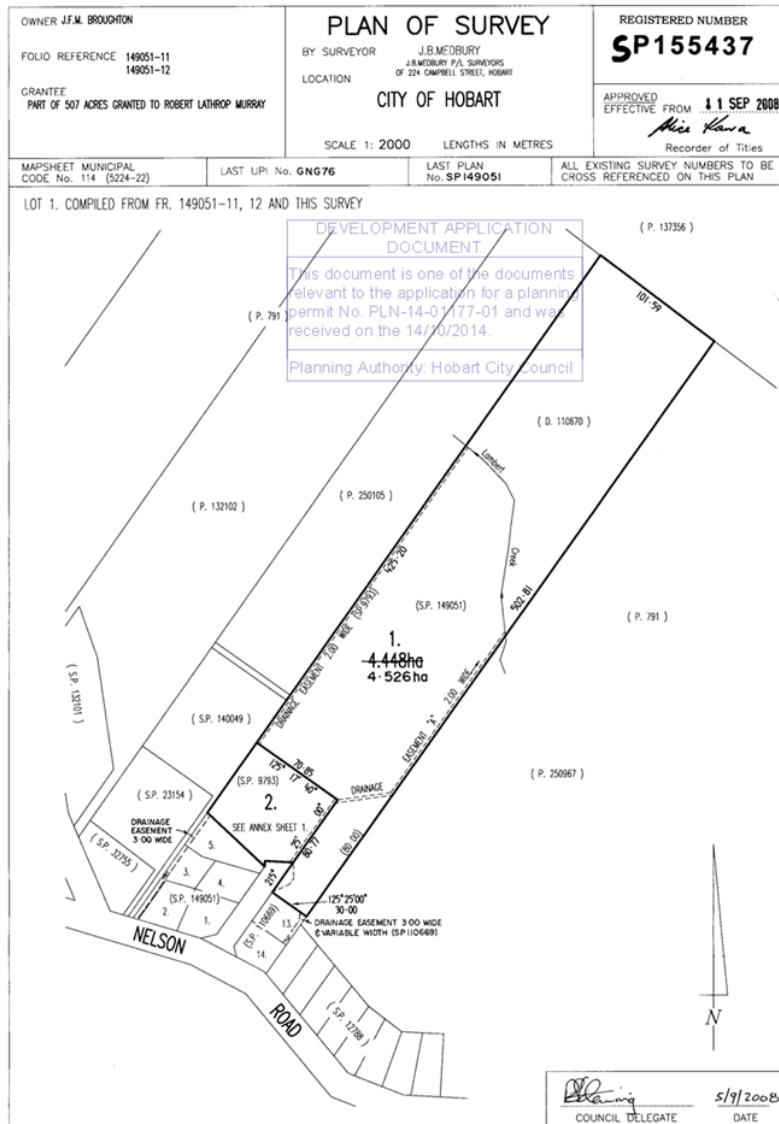 OWNER J.F.M. BROUGHTON
FOLIO REFERENCE 149051-11
149051-12
GRANTEE
PART OF 507 ACRES GRANTED TO ROBERT LATHROP MURRAY
PLAN OF SURVEY
BY SURVEYOR J.B.MEDBURY
J.B.MEDBURY P/L SURVEYORS
OF 224 CAMPBELL STREET, HOBART
LOCATION
CITY OF HOBART
SCALE 1: 2000 LENGTHS IN METRES
REGISTERED NUMBER
SP155437
APPROVED
EFFECTIVE FROM 11 SEP 2008
Recorder of Titles
MAPSHEET MUNICIPAL
CODE No. 114 (5224-22)
LAST UPI No. GNG76
LAST PLAN
No. SP149051
ALL EXISTING SURVEY NUMBERS TO BE
CROSS REFERENCED ON THIS PLAN
LOT 1. COMPILED FROM FR. 149051-11, 12 AND THIS SURVEY
DEVELOPMENT APPLICATION
DOCUMENT
This document is one of the documents
relevant to the application for a planning
permit No. PLN-14-01177-01 and was
received on the 14/10/2014.
Planning Authority: Hobart City Council
( P. 137356 )
101·59
( P. 791 )
( D. 110670 )
Lambert
Creek
( P. 132102 )
( P. 250105 )
425·20
502·81
DRAINAGE EASEMENT 2.00 WIDE (SP.9793)
(S.P. 149051)
( P. 791 )
1.
4.448ha
4·526ha
( S.P. 132101 )
( S.P. 140049 )
DRAINAGE EASEMENT "A" 2.00 WIDE
( P. 250967 )
70·85
125° 17' 40"
(S.P. 9793)
2.
SEE ANNEX SHEET 1.
( S.P. 23154 )
DRAINAGE
EASEMENT
3·00 WIDE
( S.P. 32755 )
215° 25' 00"
80·77
(80.00)
5.
3.
4.
(S.P. 149051)
2.
1.
125°25'00"
30·00
DRAINAGE EASEMENT 3·00 WIDE
& VARIABLE WIDTH (SP110669)
(S.P. 110669)
13.
14.
NELSON
ROAD
( S.P. 12788 )
N
COUNCIL DELEGATE
5/9/2008
DATE